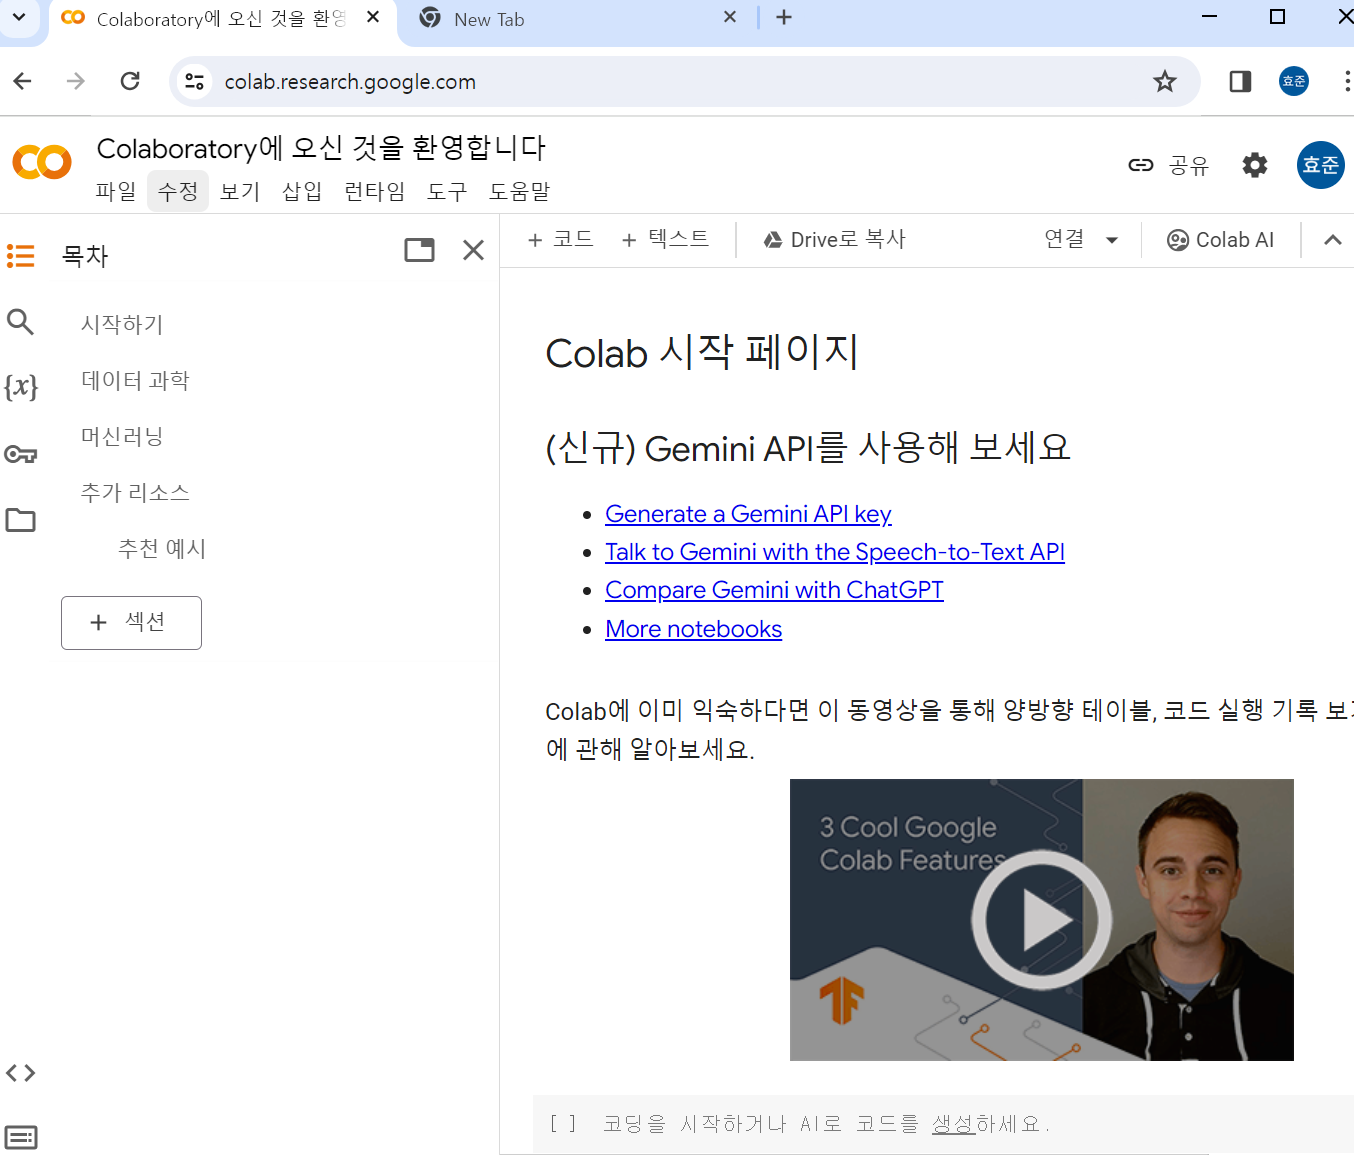 Colaboratory에 오신 것을 환영
New Tab
colab.research.google.com
효준
Colaboratory에 오신 것을 환영합니다
공유
효준
파일 수정 보기 삽입 런타임 도구 도움말
목차
+ 코드 + 텍스트 Drive로 복사 연결 Colab AI
시작하기
데이터 과학
머신러닝
추가 리소스
추천 예시
+ 섹션
{x}
Colab 시작 페이지
(신규) Gemini API를 사용해 보세요
Generate a Gemini API key
Talk to Gemini with the Speech-to-Text API
Compare Gemini with ChatGPT
More notebooks
Colab에 이미 익숙하다면 이 동영상을 통해 양방향 테이블, 코드 실행 기록 보
에 관해 알아보세요.
3 Cool Google
Colab Features
[ ] 코딩을 시작하거나 AI로 코드를 생성하세요.